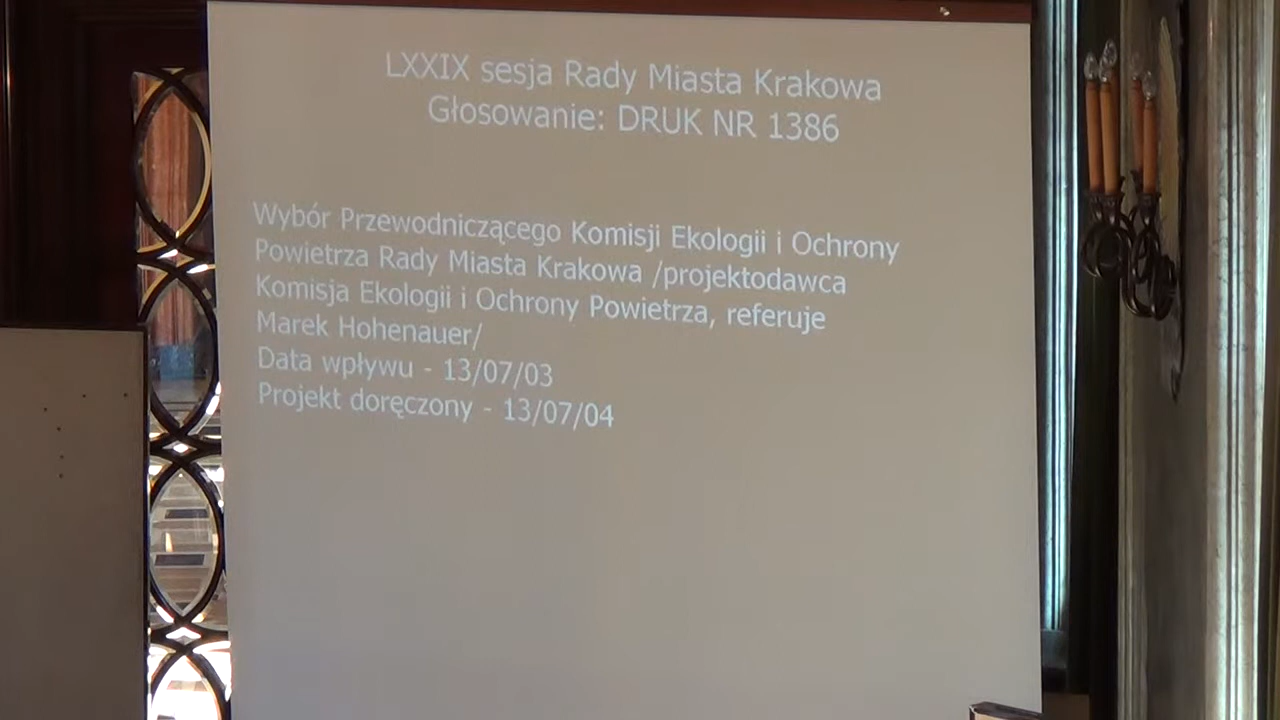 LXXIX sesja Rady Miasta Krakowa
Głosowanie: DRUK NR 1386
Wybór Przewodniczącego Komisji Ekologii i Ochrony
Powietrza Rady Miasta Krakowa /projektodawca
Komisja Ekologii i Ochrony Powietrza, referuje
Marek Hohenauer/
Data wpływu - 13/07/03
Projekt doręczony - 13/07/04